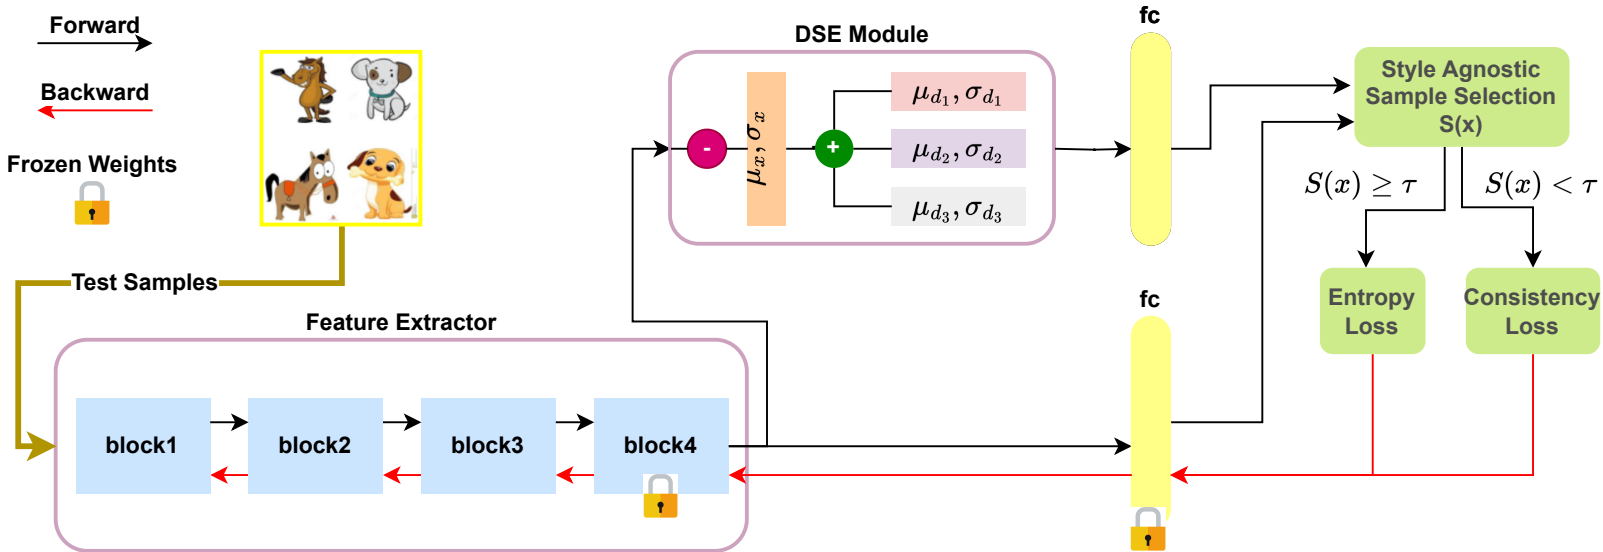 Forward
Backward
Frozen Weights
Test Samples
Feature Extractor
block1
block2
block3
block4
DSE Module
-
μx, σx
+
μd1, σd1
μd2, σd2
μd3, σd3
fc
fc
Style Agnostic
Sample Selection
S(x)
S(x) ≥ τ
S(x) < τ
Entropy
Loss
Consistency
Loss